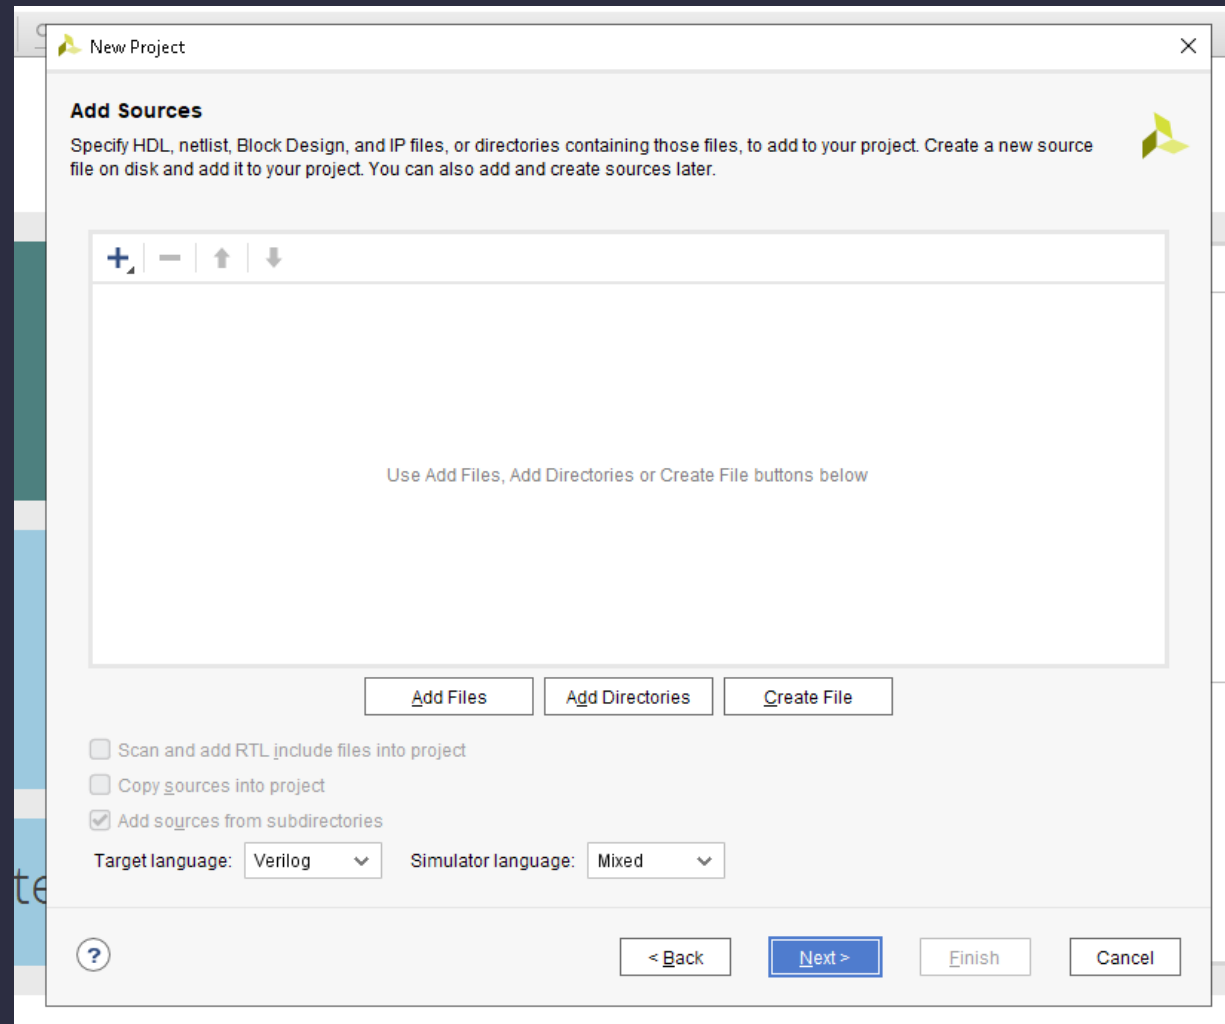 New Project
Add Sources
Specify HDL, netlist, Block Design, and IP files, or directories containing those files, to add to your project. Create a new source
file on disk and add it to your project. You can also add and create sources later.
Use Add Files, Add Directories or Create File buttons below
Add Files Add Directories Create File
Scan and add RTL include files into project
Copy sources into project
Add sources from subdirectories
Target language: Verilog Simulator language: Mixed
te
? < Back Next > Finish Cancel